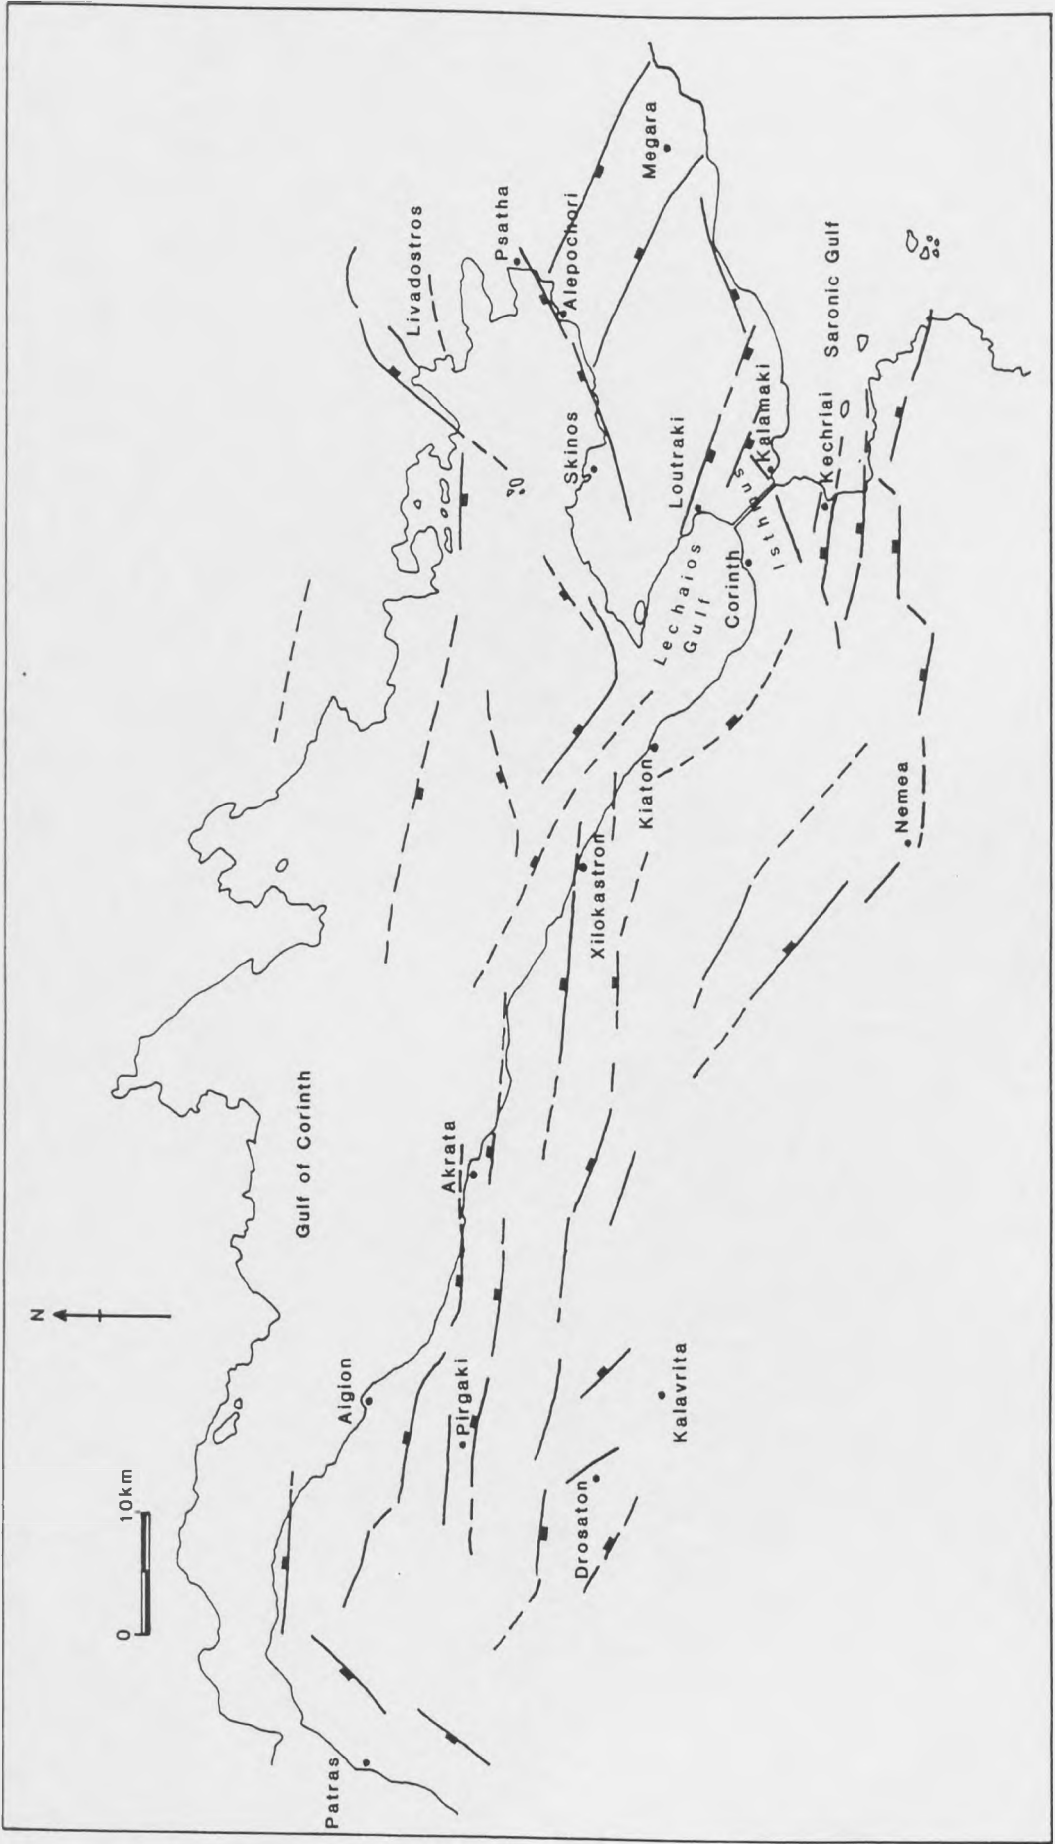 N
0
10km
Patras
Aigion
Pirgaki
Drosaton
Kalavrita
Akrata
Gulf of Corinth
Xilokastron
Kiaton
Nemea
Lechaios
Gulf
Corinth
Isthmus
Loutraki
Kalamaki
Kechriai
Saronic Gulf
Skinos
Livadostros
Psatha
Alepochori
Megara